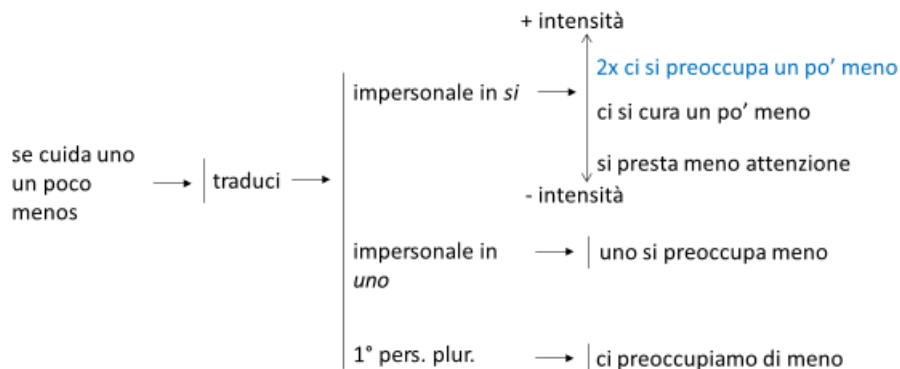 + intensità
2x ci si preoccupa un po’ meno
impersonale in si
ci si cura un po’ meno
se cuida uno
un poco
menos
traduci
si presta meno attenzione
- intensità
impersonale in
uno
uno si preoccupa meno
1° pers. plur.
ci preoccupiamo di meno